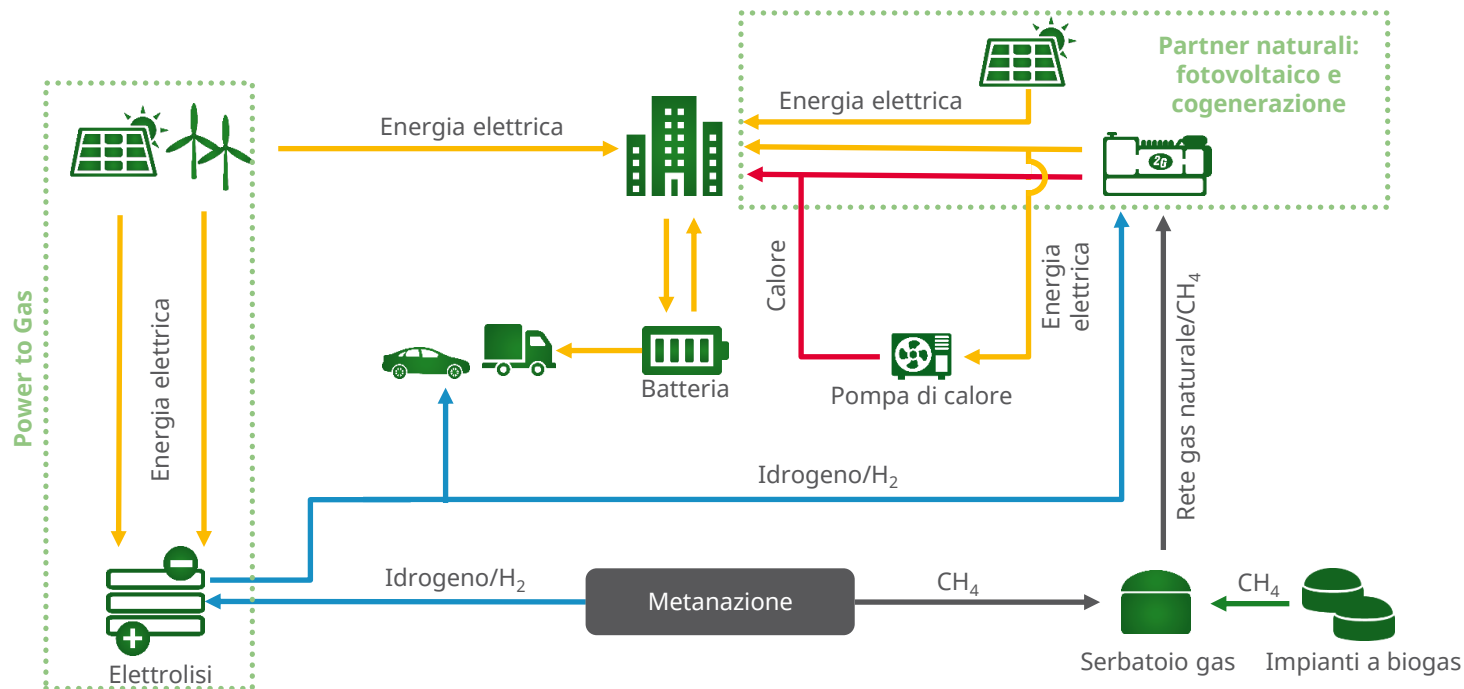 Partner naturali:
fotovoltaico e
cogenerazione
Energia elettrica
Energia elettrica
2G
Power to Gas
Energia elettrica
Calore
Energia
elettrica
Rete gas naturale/CH₄
Batteria
Pompa di calore
Idrogeno/H₂
Idrogeno/H₂
Metanazione
CH₄
CH₄
Elettrolisi
Serbatoio gas
Impianti a biogas